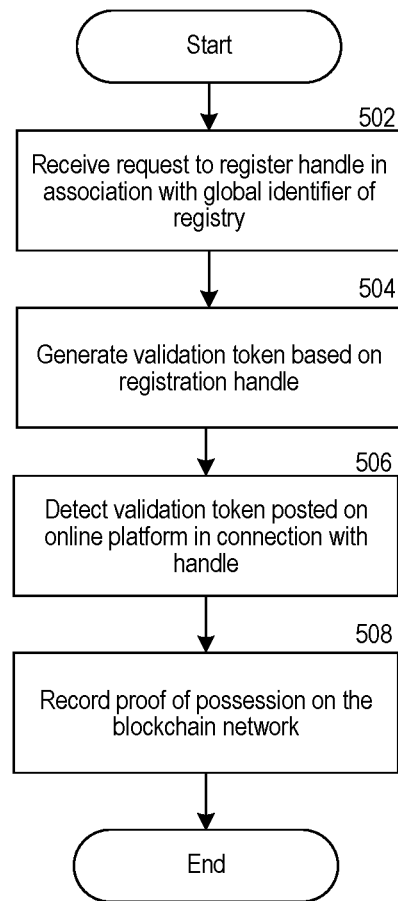 Start
502
Receive request to register handle in
association with global identifier of
registry
504
Generate validation token based on
registration handle
506
Detect validation token posted on
online platform in connection with
handle
508
Record proof of possession on the
blockchain network
End